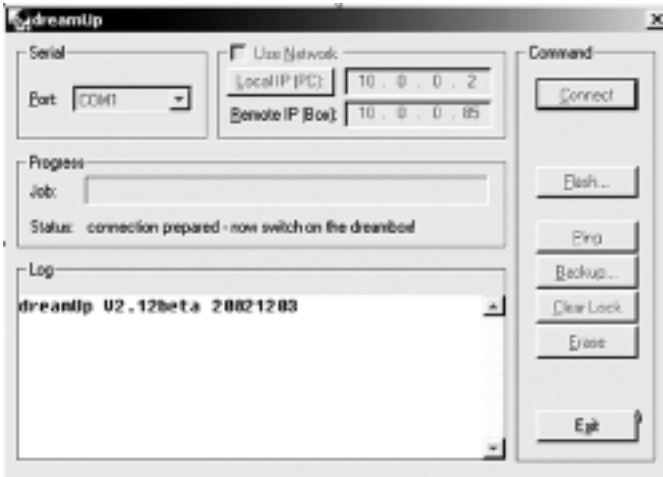 dreamUp
Serial
Port:
COM1
Use Network
Local IP (PC):
10 . 0 . 0 . 2
Remote IP (Box):
10 . 0 . 0 . 85
Command
Connect
Progress
Job:
Flash...
Status: connection prepared - now switch on the dreambox!
Ping
Log
Backup...
dreamUp V2.12beta 20021203
Clear Lock
Erase
Exit